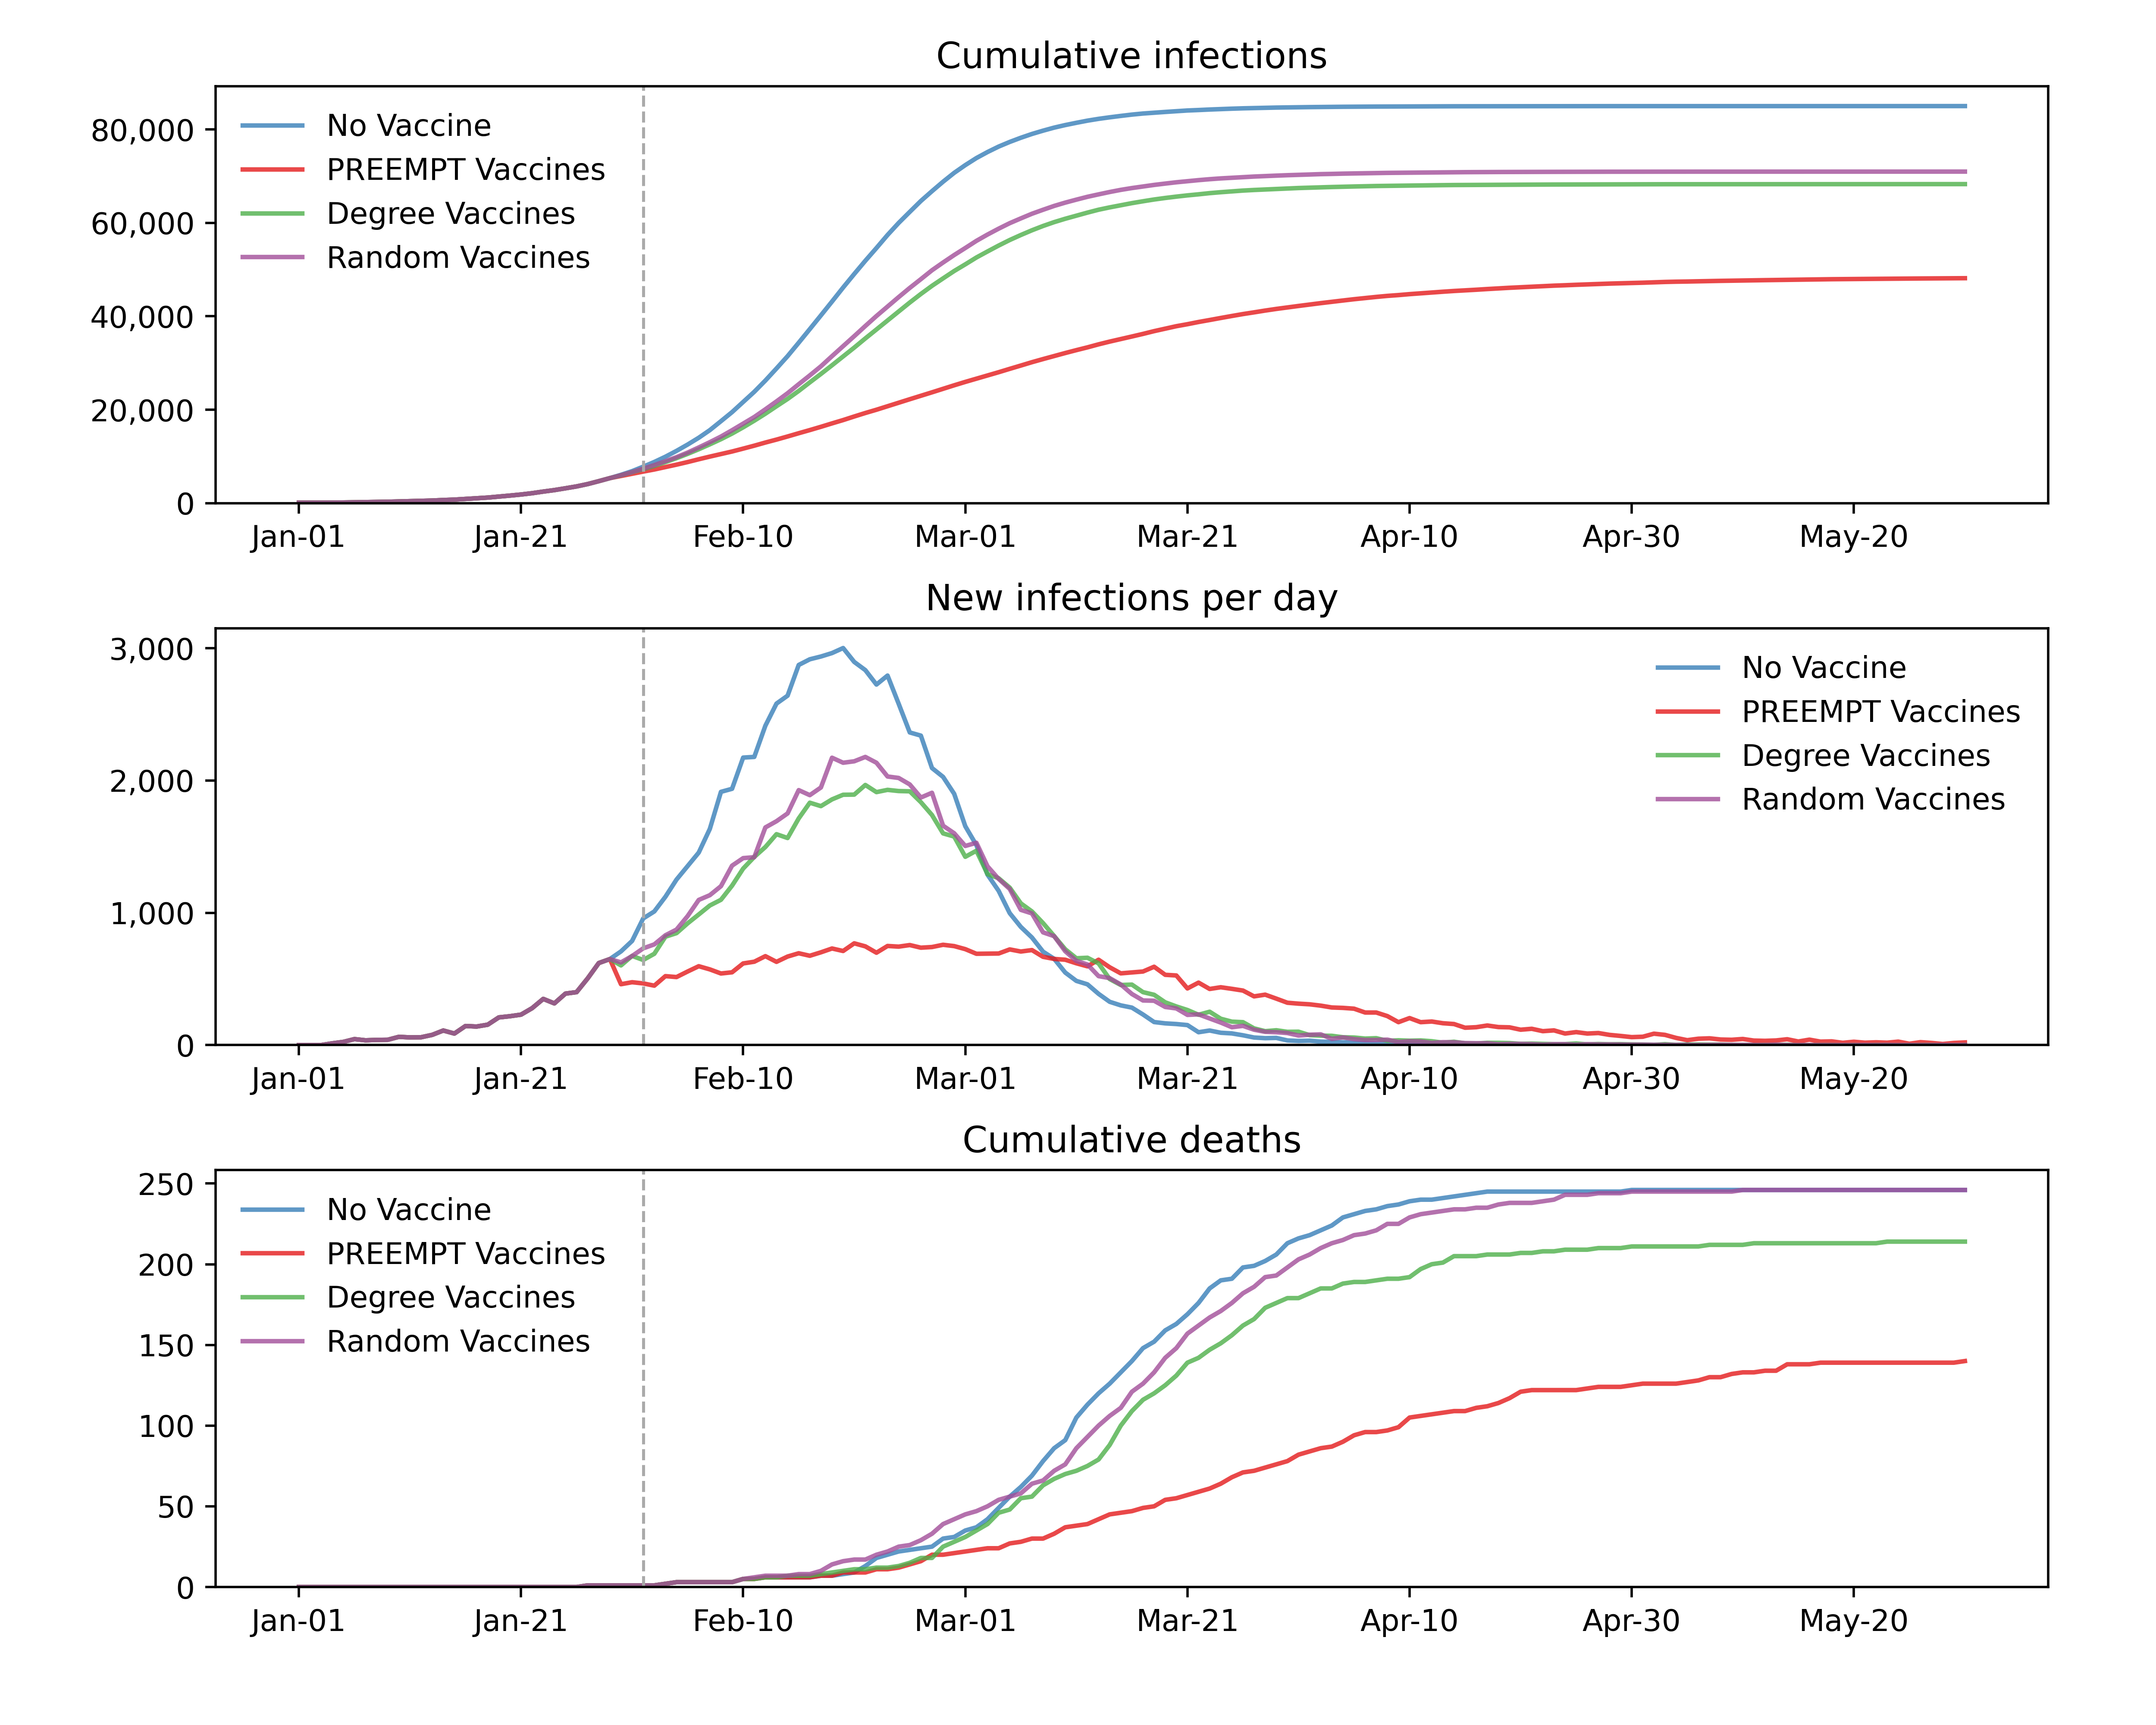 Cumulative infections
No Vaccine
PREEMPT Vaccines
Degree Vaccines
Random Vaccines
80,000
60,000
40,000
20,000
0
Jan-01 Jan-21 Feb-10 Mar-01 Mar-21 Apr-10 Apr-30 May-20
New infections per day
No Vaccine
PREEMPT Vaccines
Degree Vaccines
Random Vaccines
3,000
2,000
1,000
0
Jan-01 Jan-21 Feb-10 Mar-01 Mar-21 Apr-10 Apr-30 May-20
Cumulative deaths
No Vaccine
PREEMPT Vaccines
Degree Vaccines
Random Vaccines
250
200
150
100
50
0
Jan-01 Jan-21 Feb-10 Mar-01 Mar-21 Apr-10 Apr-30 May-20